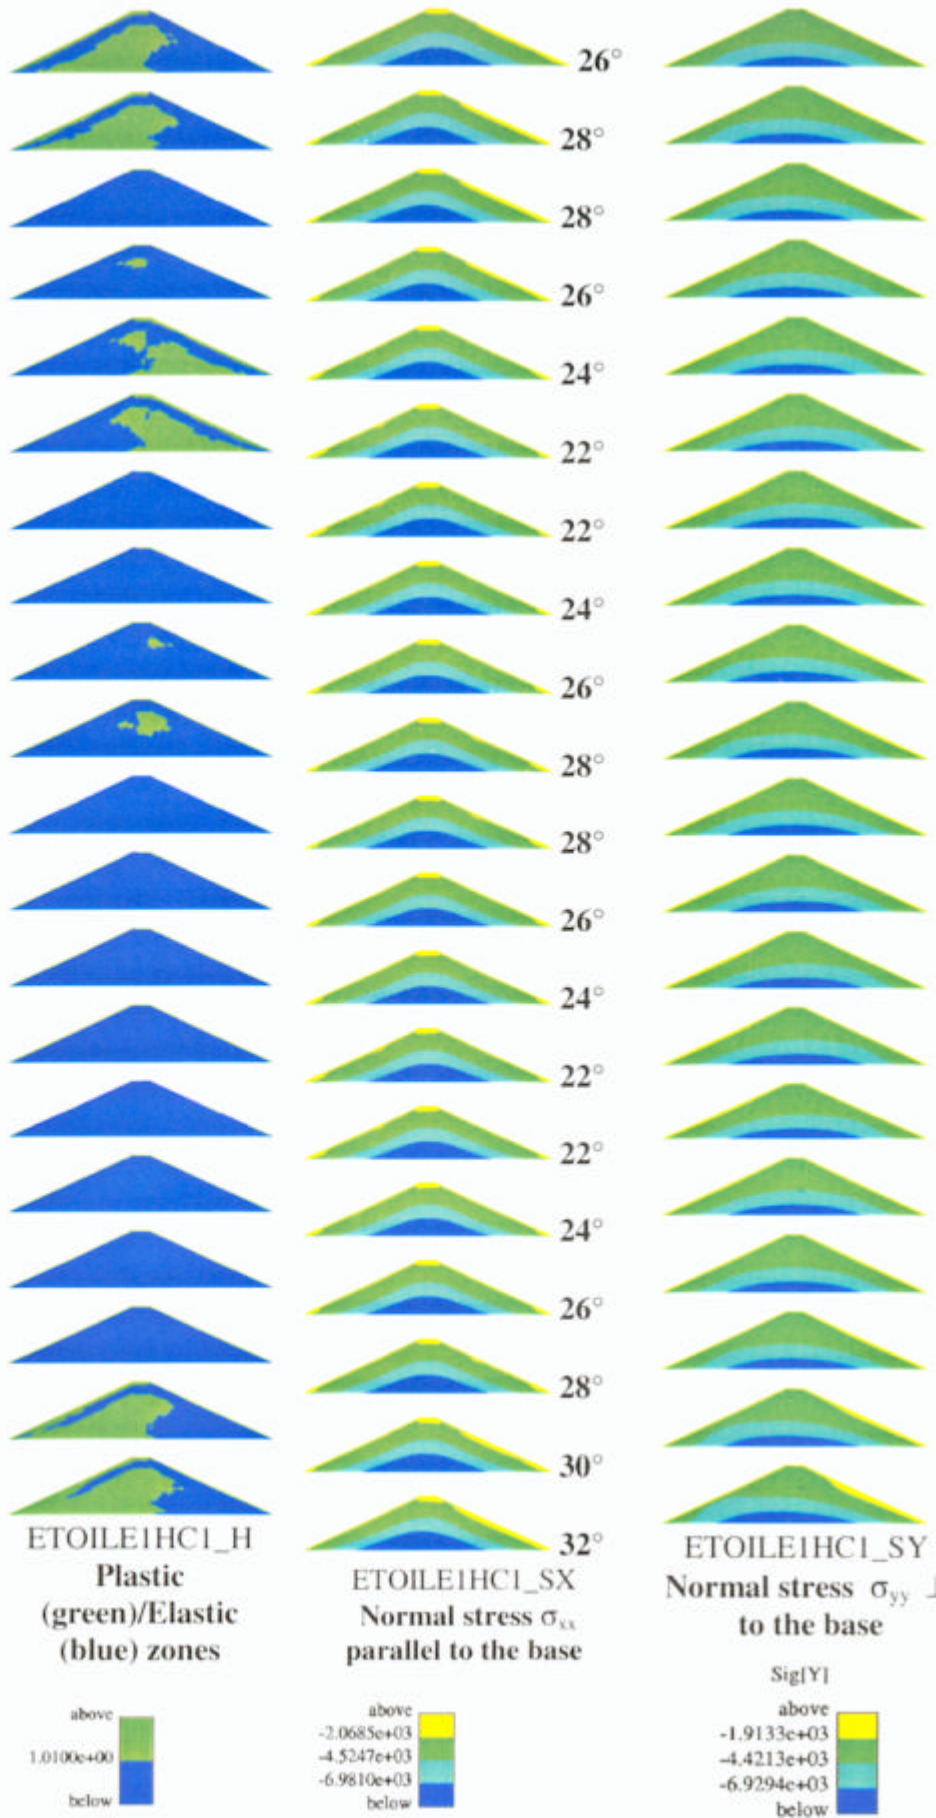 26°
28°
28°
26°
24°
22°
22°
24°
26°
28°
28°
26°
24°
22°
22°
24°
26°
28°
30°
32°
ETOILE1HC1_H
Plastic
(green)/Elastic
(blue) zones
above
1.0100e+00
below
ETOILE1HC1_SX
Normal stress σxx
parallel to the base
above
-2.0685e+03
-4.5247e+03
-6.9810e+03
below
ETOILE1HC1_SY
Normal stress σyy ⊥
to the base
Sig[Y]
above
-1.9133e+03
-4.4213e+03
-6.9294e+03
below